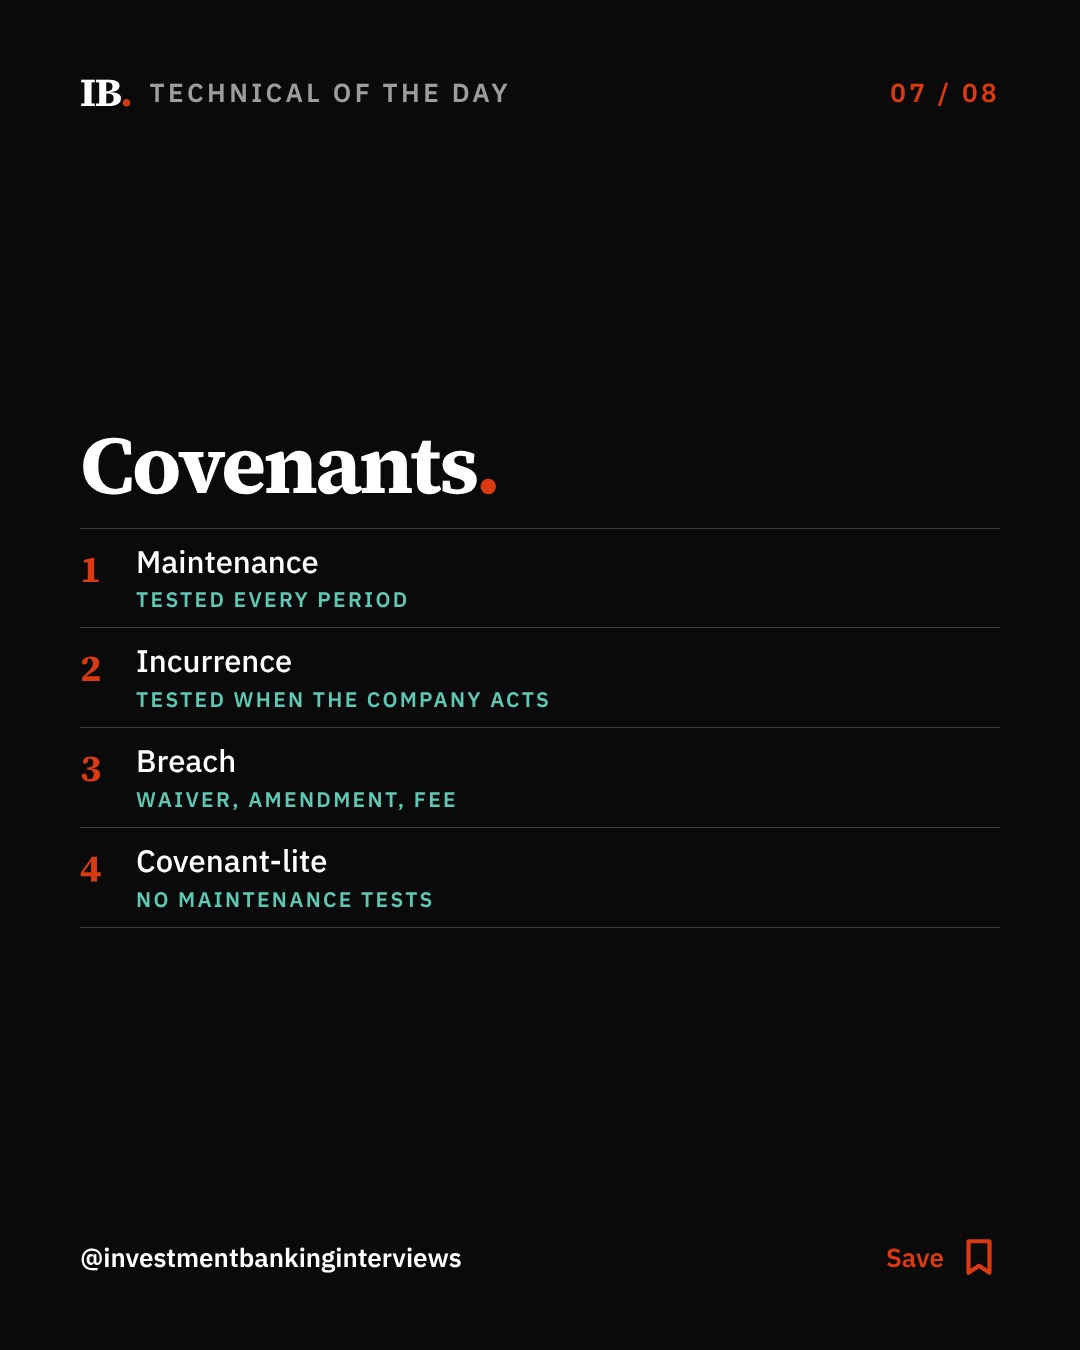 IB. TECHNICAL OF THE DAY
07 / 08
Covenants.
1 Maintenance
TESTED EVERY PERIOD
2 Incurrence
TESTED WHEN THE COMPANY ACTS
3 Breach
WAIVER, AMENDMENT, FEE
4 Covenant-lite
NO MAINTENANCE TESTS
@investmentbankinginterviews
Save